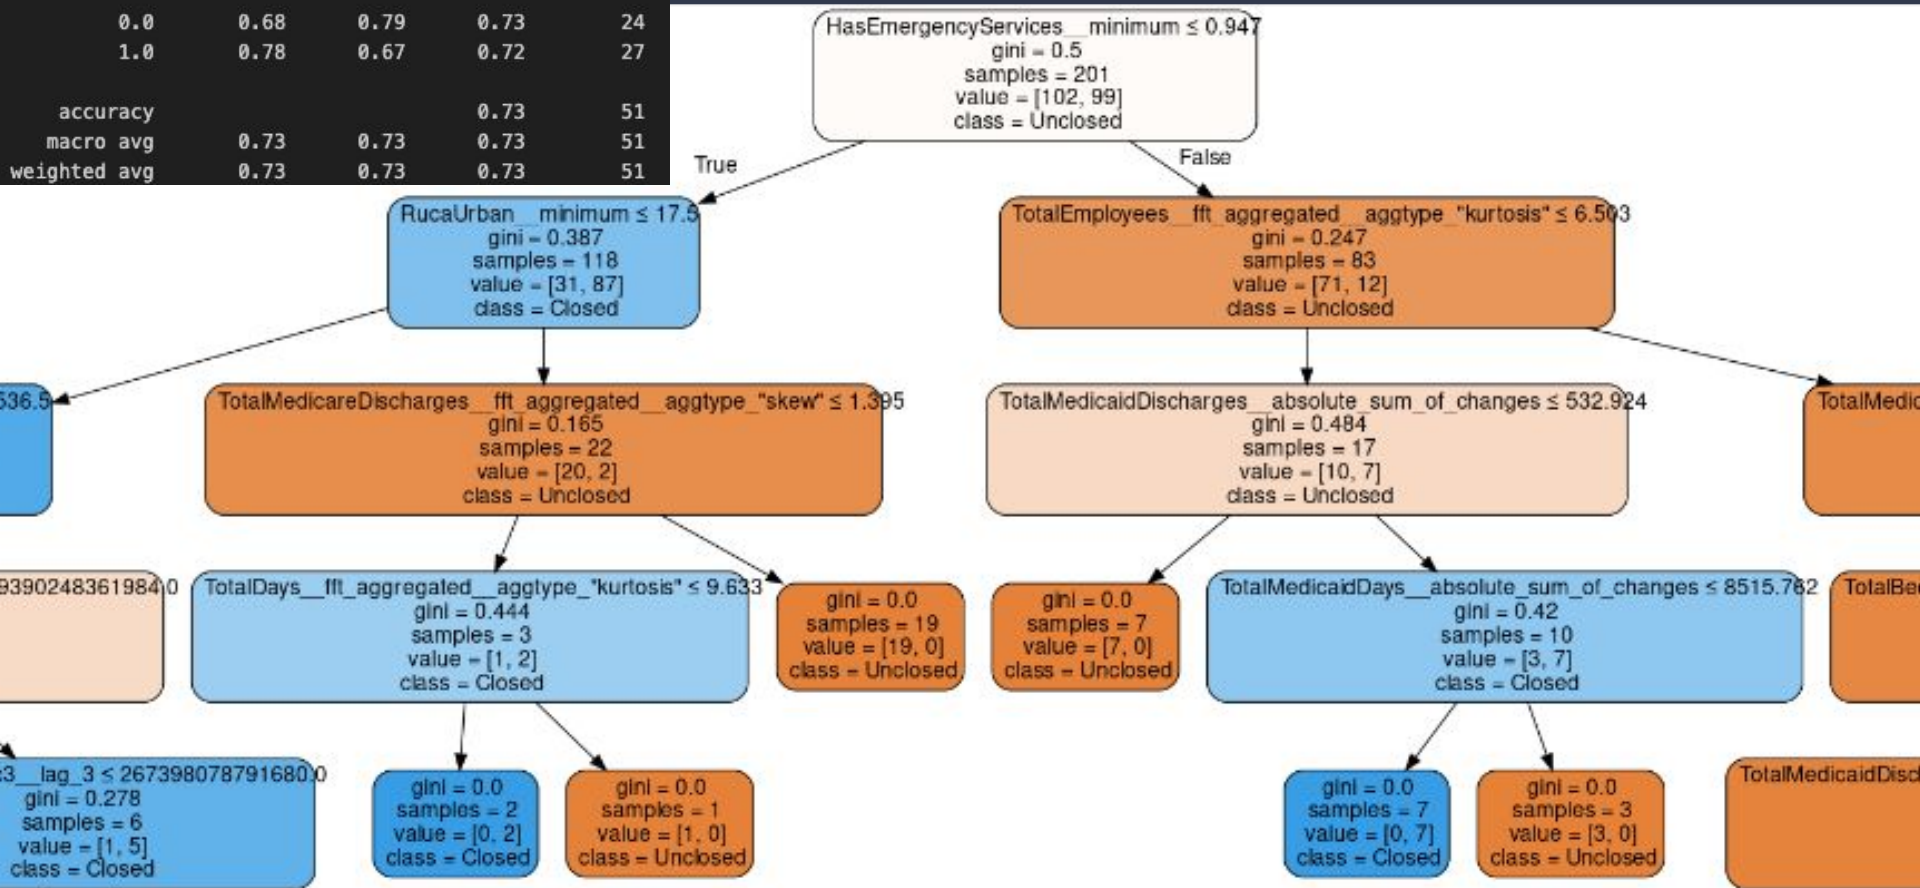 0.0 0.68 0.79 0.73 24
1.0 0.78 0.67 0.72 27
accuracy 0.73 51
macro avg 0.73 0.73 0.73 51
weighted avg 0.73 0.73 0.73 51
HasEmergencyServices__minimum ≤ 0.947
gini = 0.5
samples = 201
value = [102, 99]
class = Unclosed
True
False
RucaUrban__minimum ≤ 17.5
gini = 0.387
samples = 118
value = [31, 87]
class = Closed
TotalEmployees__fft_aggregated__aggtype_"kurtosis" ≤ 6.503
gini = 0.247
samples = 83
value = [71, 12]
class = Unclosed
536.5
TotalMedicareDischarges__fft_aggregated__aggtype_"skew" ≤ 1.395
gini = 0.165
samples = 22
value = [20, 2]
class = Unclosed
TotalMedicaidDischarges__absolute_sum_of_changes ≤ 532.924
gini = 0.484
samples = 17
value = [10, 7]
class = Unclosed
TotalMedic
9390248361984.0
TotalDays__fft_aggregated__aggtype_"kurtosis" ≤ 9.633
gini = 0.444
samples = 3
value = [1, 2]
class = Closed
gini = 0.0
samples = 19
value = [19, 0]
class = Unclosed
gini = 0.0
samples = 7
value = [7, 0]
class = Unclosed
TotalMedicaidDays__absolute_sum_of_changes ≤ 8515.762
gini = 0.42
samples = 10
value = [3, 7]
class = Closed
TotalBe
3__lag_3 ≤ 267398078791680.0
gini = 0.278
samples = 6
value = [1, 5]
class = Closed
gini = 0.0
samples = 2
value = [0, 2]
class = Closed
gini = 0.0
samples = 1
value = [1, 0]
class = Unclosed
gini = 0.0
samples = 7
value = [0, 7]
class = Closed
gini = 0.0
samples = 3
value = [3, 0]
class = Unclosed
TotalMedicaidDisc